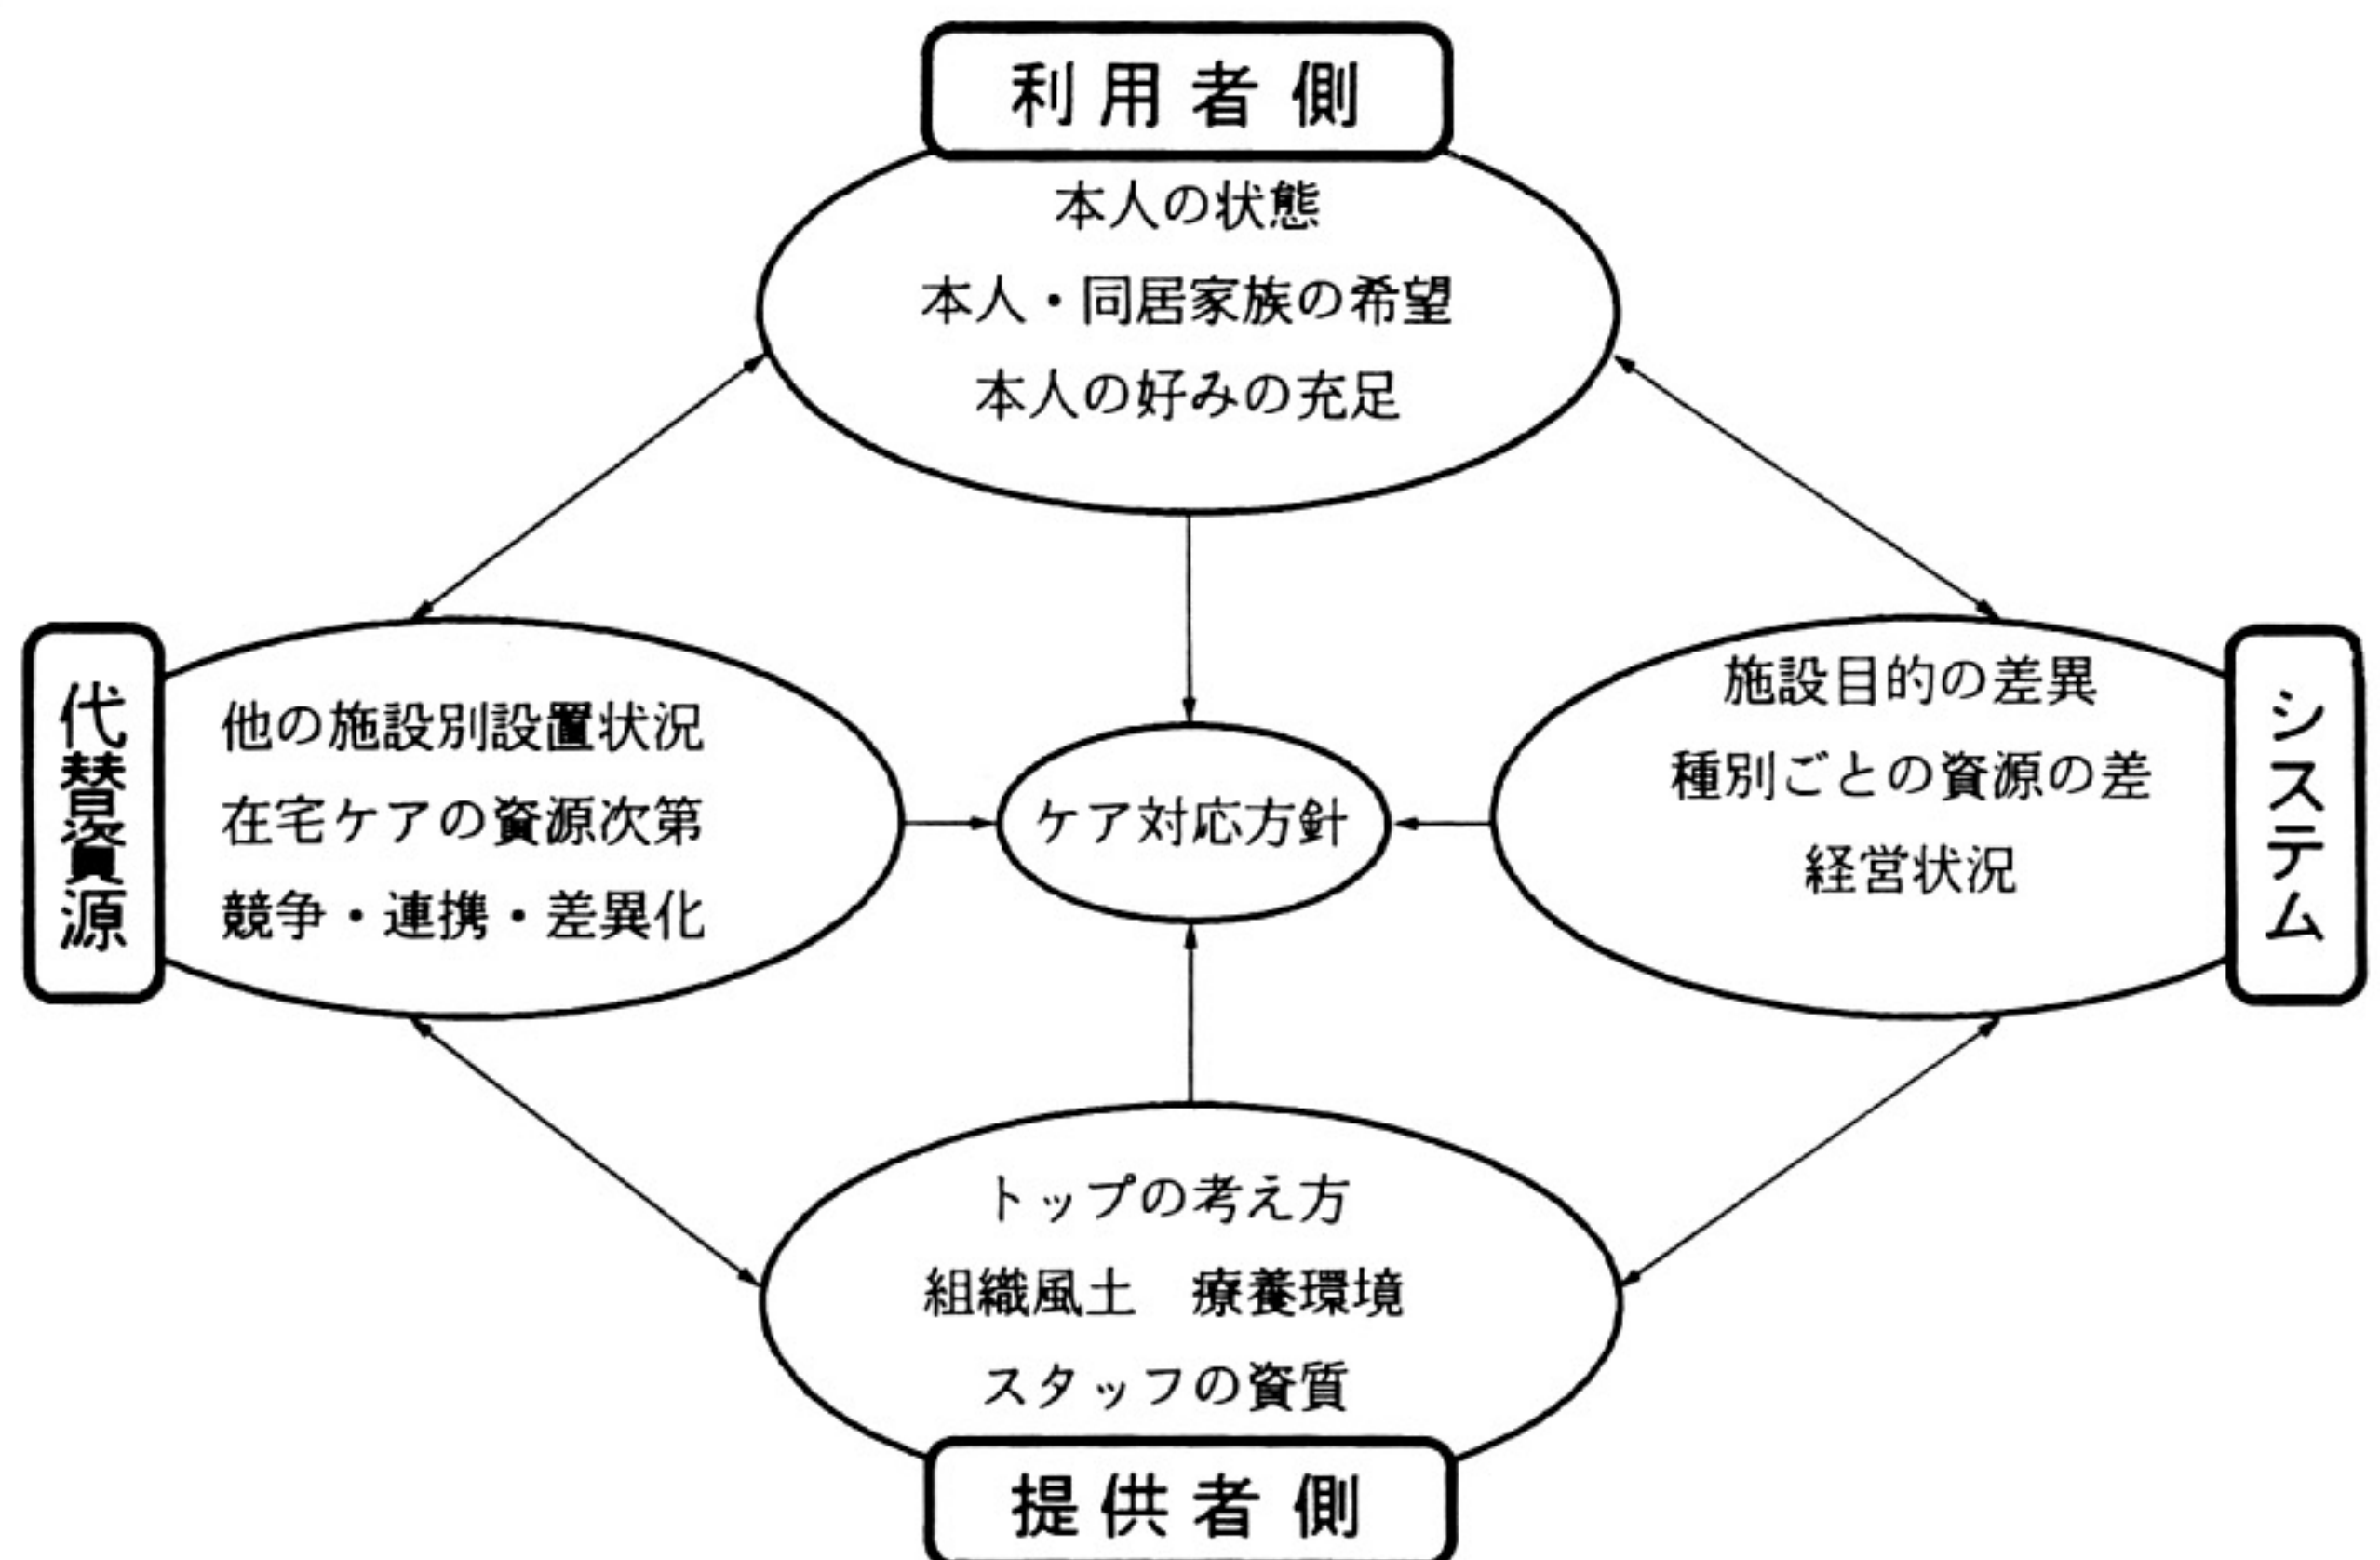 利用者側
本人の状態
本人・同居家族の希望
本人の好みの充足
代替資源
他の施設別設置状況
在宅ケアの資源次第
競争・連携・差異化
ケア対応方針
施設目的の差異
種別ごとの資源の差
経営状況
システム
トップの考え方
組織風土　療養環境
スタッフの資質
提供者側